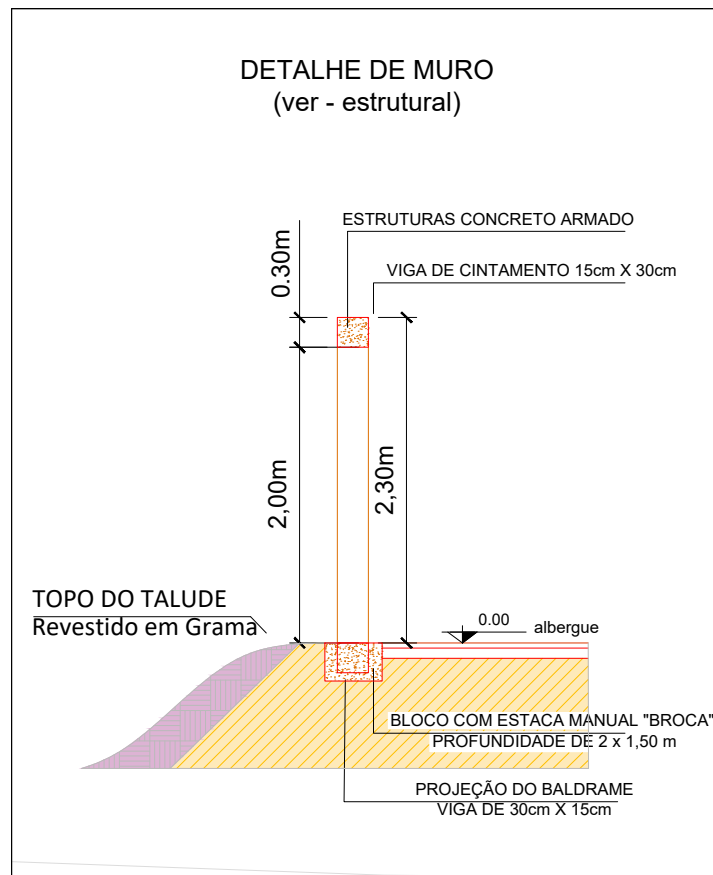 DETALHE DE MURO
(ver - estrutural)
ESTRUTURAS CONCRETO ARMADO
0.30m
VIGA DE CINTAMENTO 15cm X 30cm
2,00m
2,30m
TOPO DO TALUDE
Revestido em Grama
0.00
albergue
BLOCO COM ESTACA MANUAL "BROCA"
PROFUNDIDADE DE 2 x 1,50 m
PROJEÇÃO DO BALDRAME
VIGA DE 30cm X 15cm